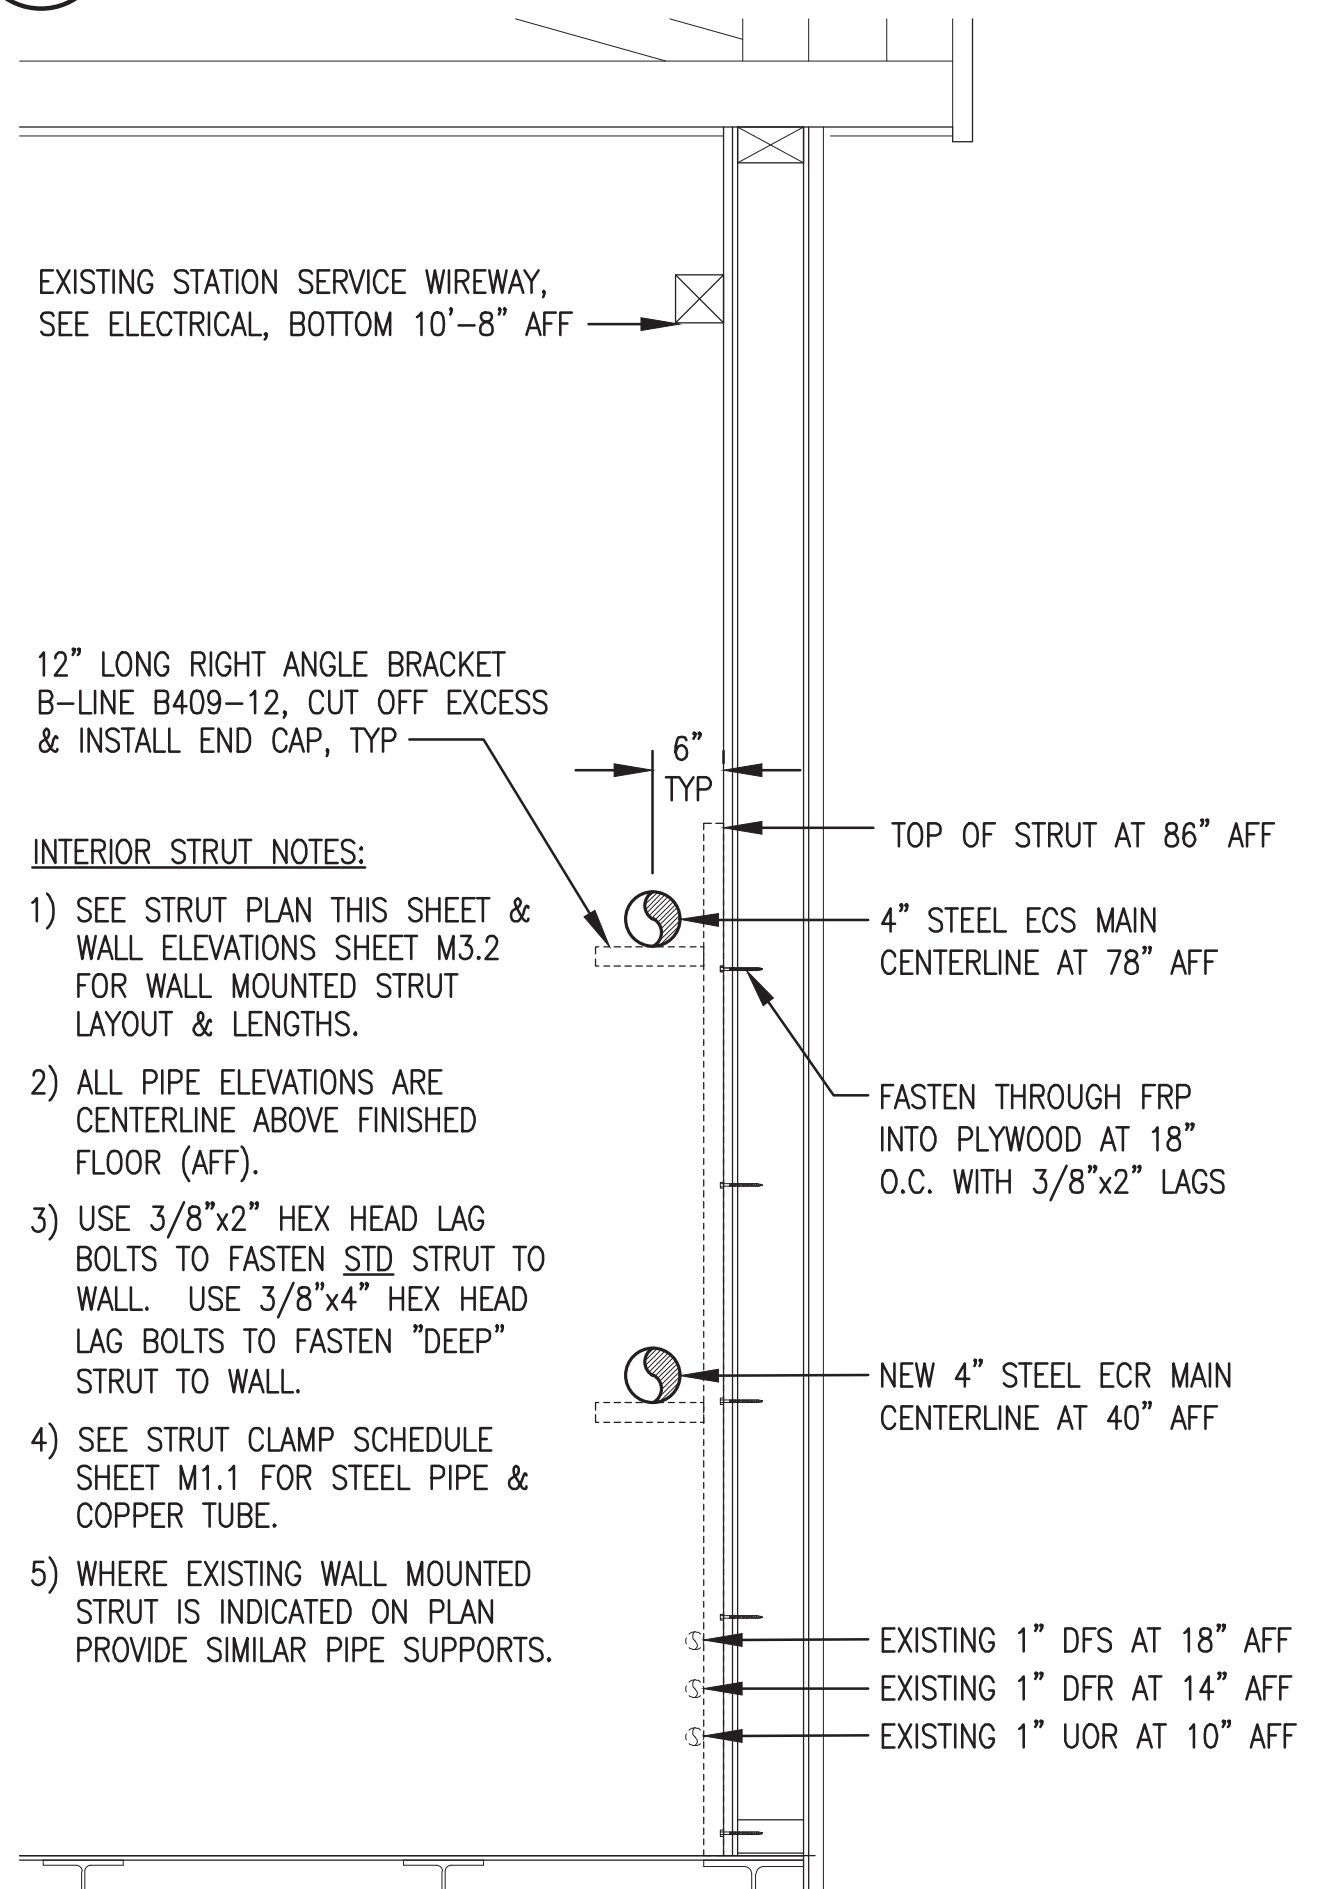 EXISTING STATION SERVICE WIREWAY,
SEE ELECTRICAL, BOTTOM 10'-8" AFF
12" LONG RIGHT ANGLE BRACKET
B-LINE B409-12, CUT OFF EXCESS
& INSTALL END CAP, TYP
6"
TYP
INTERIOR STRUT NOTES:
1) SEE STRUT PLAN THIS SHEET &
WALL ELEVATIONS SHEET M3.2
FOR WALL MOUNTED STRUT
LAYOUT & LENGTHS.
2) ALL PIPE ELEVATIONS ARE
CENTERLINE ABOVE FINISHED
FLOOR (AFF).
3) USE 3/8"x2" HEX HEAD LAG
BOLTS TO FASTEN STD STRUT TO
WALL. USE 3/8"x4" HEX HEAD
LAG BOLTS TO FASTEN "DEEP"
STRUT TO WALL.
4) SEE STRUT CLAMP SCHEDULE
SHEET M1.1 FOR STEEL PIPE &
COPPER TUBE.
5) WHERE EXISTING WALL MOUNTED
STRUT IS INDICATED ON PLAN
PROVIDE SIMILAR PIPE SUPPORTS.
TOP OF STRUT AT 86" AFF
4" STEEL ECS MAIN
CENTERLINE AT 78" AFF
FASTEN THROUGH FRP
INTO PLYWOOD AT 18"
O.C. WITH 3/8"x2" LAGS
NEW 4" STEEL ECR MAIN
CENTERLINE AT 40" AFF
EXISTING 1" DFS AT 18" AFF
EXISTING 1" DFR AT 14" AFF
EXISTING 1" UOR AT 10" AFF